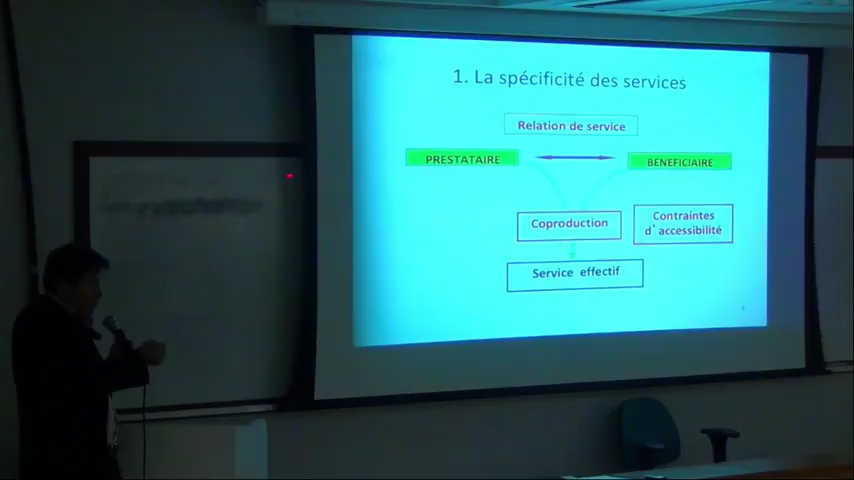 1. La spécificité des services
Relation de service
PRESTATAIRE
BENEFICIAIRE
Coproduction
Contraintes
d'accessibilité
Service effectif